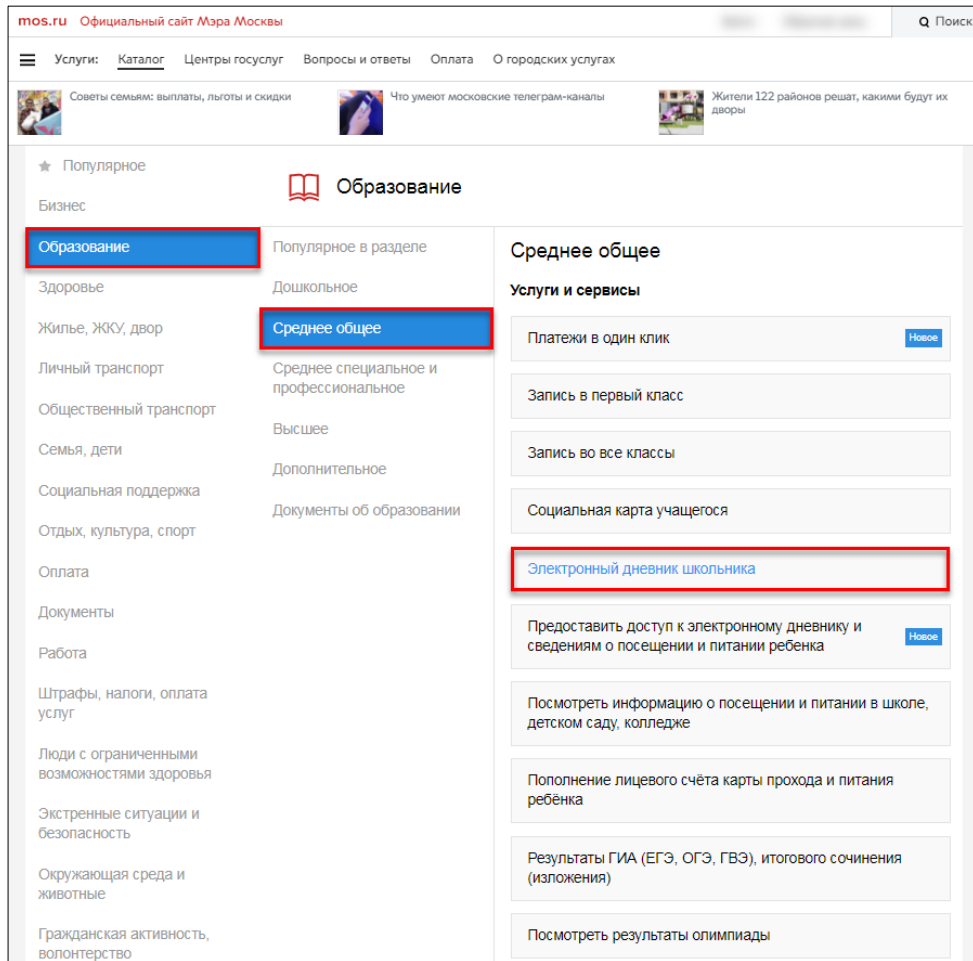 mos.ru Официальный сайт Мэра Москвы
Поиск
Услуги: Каталог Центры госуслуг Вопросы и ответы Оплата О городских услугах
Советы семьям: выплаты, льготы и скидки
Что умеют московские телеграм-каналы
Жители 122 районов решат, какими будут их
дворы
Популярное
Бизнес
Образование
Здоровье
Жилье, ЖКУ, двор
Личный транспорт
Общественный транспорт
Семья, дети
Социальная поддержка
Отдых, культура, спорт
Оплата
Документы
Работа
Штрафы, налоги, оплата
услуг
Люди с ограниченными
возможностями здоровья
Экстренные ситуации и
безопасность
Окружающая среда и
животные
Гражданская активность,
волонтерство
Образование
Популярное в разделе
Дошкольное
Среднее общее
Среднее специальное и
профессиональное
Высшее
Дополнительное
Документы об образовании
Среднее общее
Услуги и сервисы
Платежи в один клик
Новое
Запись в первый класс
Запись во все классы
Социальная карта учащегося
Электронный дневник школьника
Предоставить доступ к электронному дневнику и
сведениям о посещении и питании ребенка
Новое
Посмотреть информацию о посещении и питании в школе,
детском саду, колледже
Пополнение лицевого счёта карты прохода и питания
ребёнка
Результаты ГИА (ЕГЭ, ОГЭ, ГВЭ), итогового сочинения
(изложения)
Посмотреть результаты олимпиады